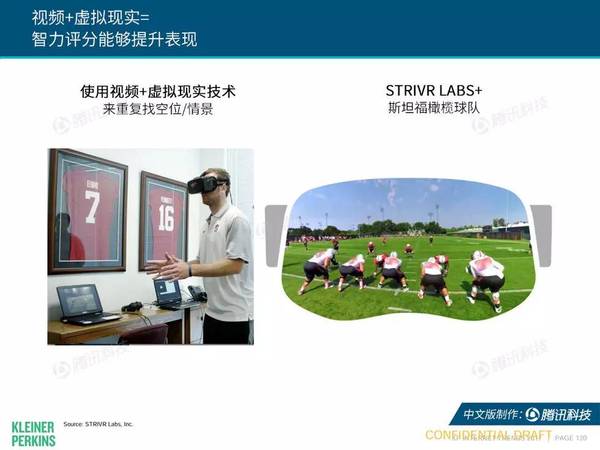 视频+虚拟现实=
智力评分能够提升表现
使用视频+虚拟现实技术
来重复找空位/情景
STRIVR LABS+
斯坦福橄榄球队
腾讯科技
腾讯科技
7
16
腾讯科技
腾讯科技
中文版制作：腾讯科技
KLEINER
PERKINS
Source: STRIVR Labs, Inc.
CONFIDENTIAL DRAFT
PAGE 120